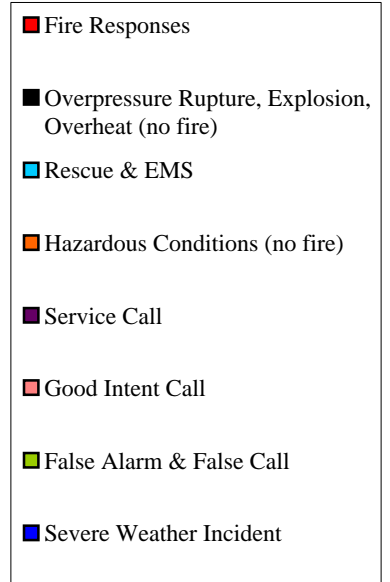 Fire Responses
Overpressure Rupture, Explosion,
Overheat (no fire)
Rescue & EMS
Hazardous Conditions (no fire)
Service Call
Good Intent Call
False Alarm & False Call
Severe Weather Incident